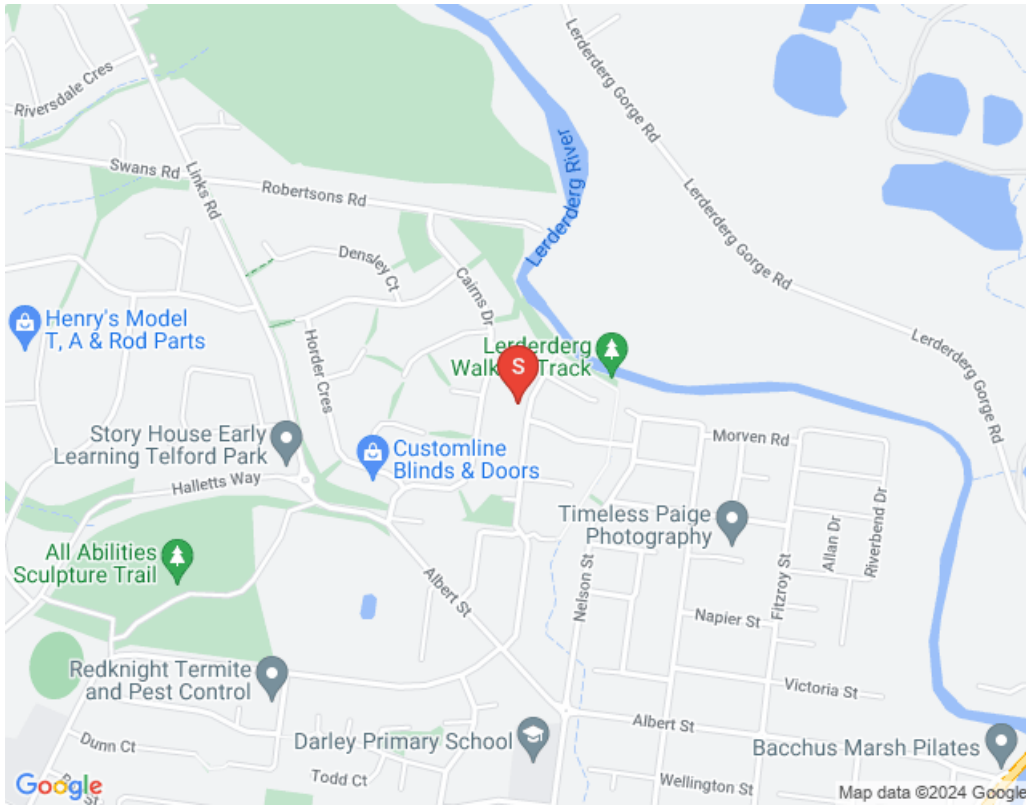 Riversdale Cres
Lerderderg Gorge Rd
Swans Rd
Links Rd
Robertsons Rd
Lerderderg River
Lerderderg Gorge Rd
Densley Ct
Cairns Dr
Henry's Model
T, A & Rod Parts
Horder Cres
Lerderderg
Track
S
Lerderderg Gorge Rd
Story House Early
Learning Telford Park
Customline
Blinds & Doors
Morven Rd
Halletts Way
Timeless Paige
Photography
All Abilities
Sculpture Trail
Albert St
Nelson St
Fitzroy St
Allan Dr
Riverbend Dr
Napier St
Redknight Termite
and Pest Control
Victoria St
Albert St
Darley Primary School
Bacchus Marsh Pilates
Dunn Ct
Todd Ct
Wellington St
St
Google
Map data ©2024 Google